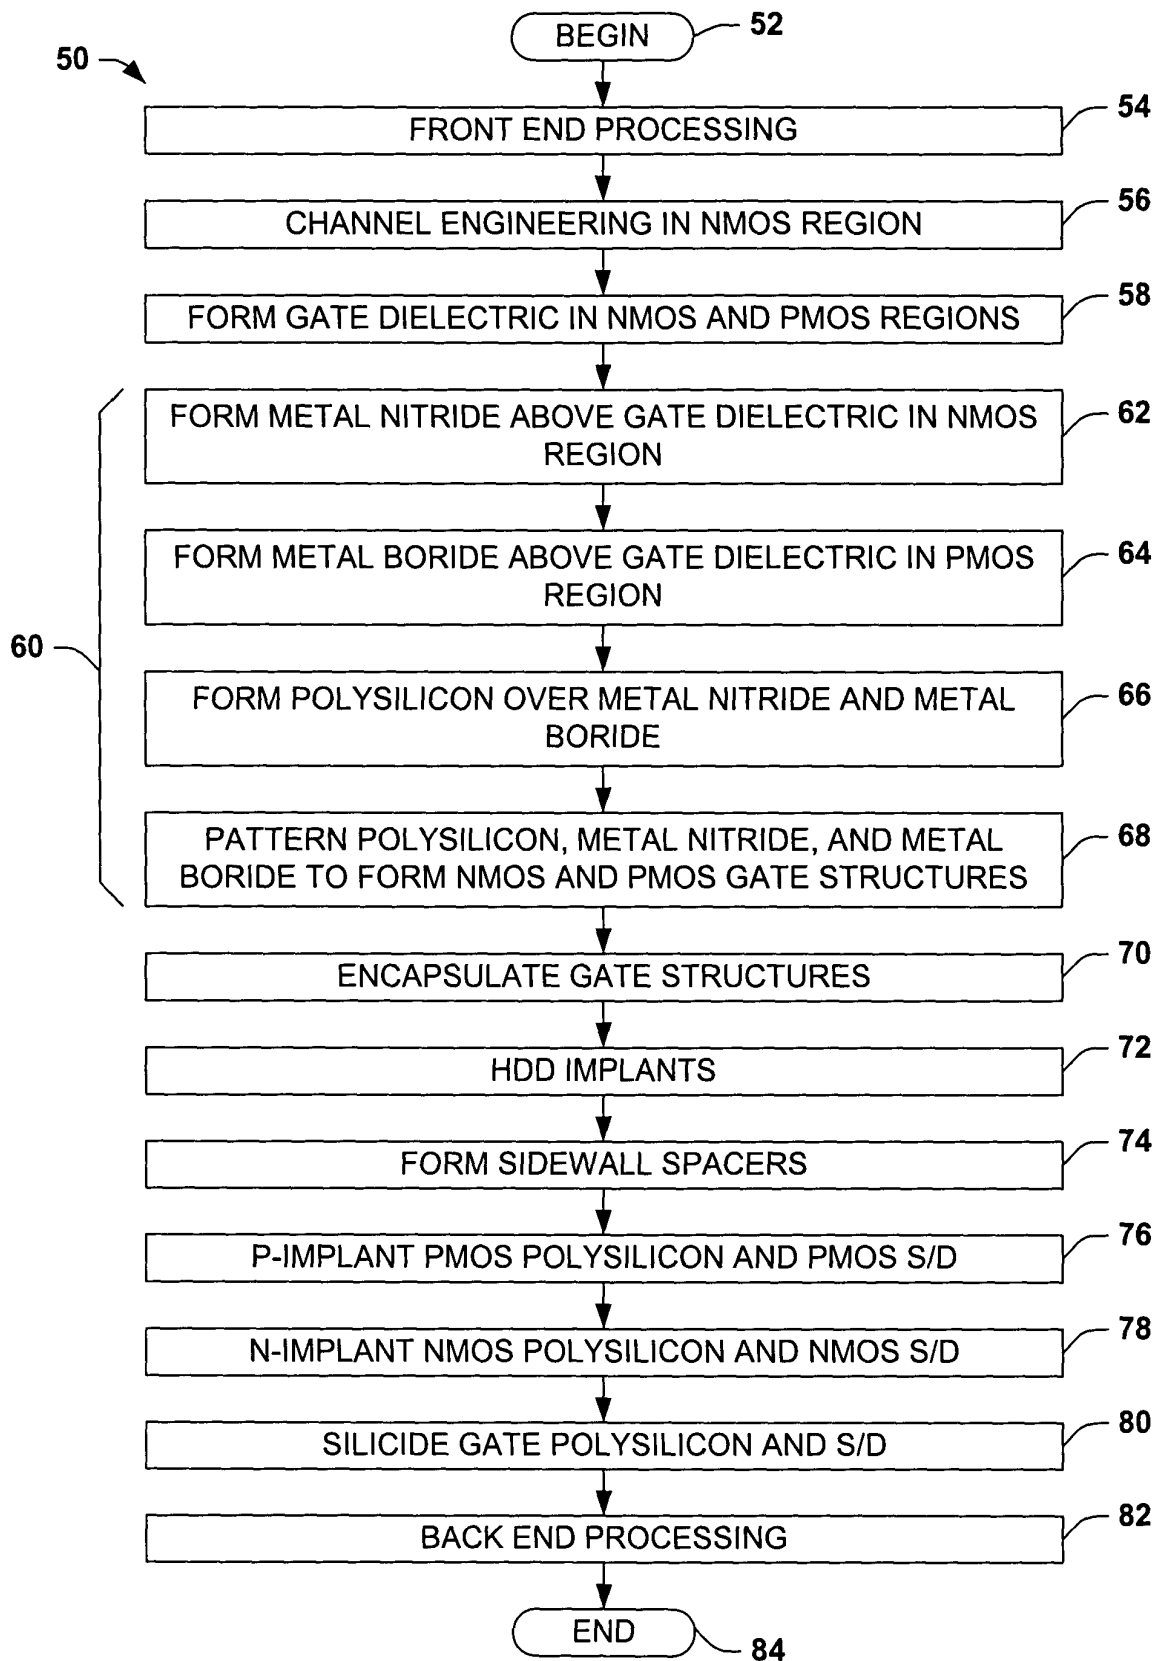 BEGIN
52
50
FRONT END PROCESSING
54
CHANNEL ENGINEERING IN NMOS REGION
56
FORM GATE DIELECTRIC IN NMOS AND PMOS REGIONS
58
60
FORM METAL NITRIDE ABOVE GATE DIELECTRIC IN NMOS
REGION
62
FORM METAL BORIDE ABOVE GATE DIELECTRIC IN PMOS
REGION
64
FORM POLYSILICON OVER METAL NITRIDE AND METAL
BORIDE
66
PATTERN POLYSILICON, METAL NITRIDE, AND METAL
BORIDE TO FORM NMOS AND PMOS GATE STRUCTURES
68
ENCAPSULATE GATE STRUCTURES
70
HDD IMPLANTS
72
FORM SIDEWALL SPACERS
74
P-IMPLANT PMOS POLYSILICON AND PMOS S/D
76
N-IMPLANT NMOS POLYSILICON AND NMOS S/D
78
SILICIDE GATE POLYSILICON AND S/D
80
BACK END PROCESSING
82
END
84